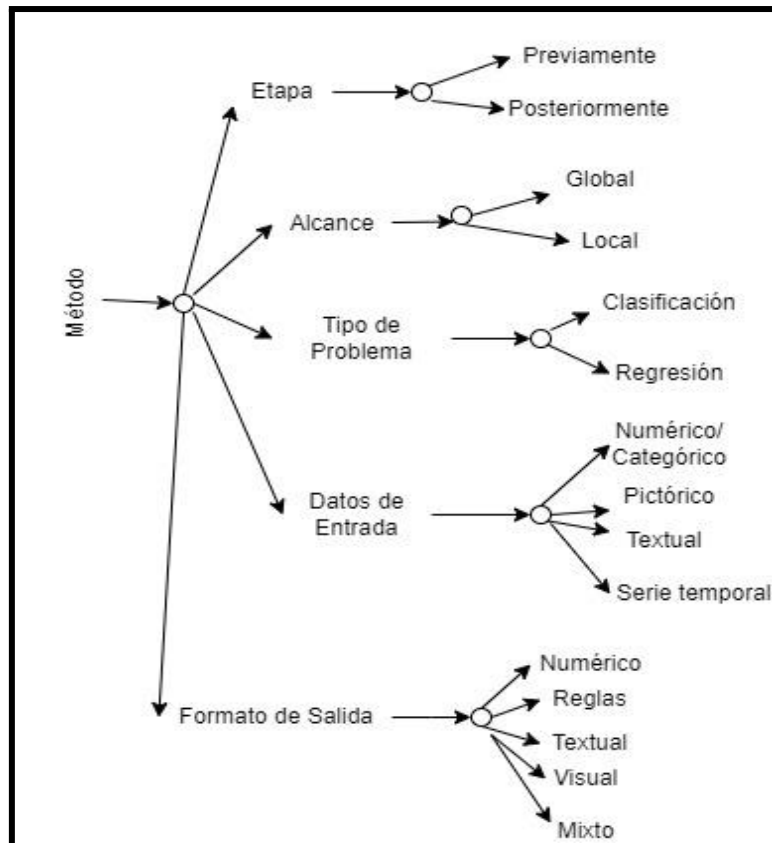 Previamente
Etapa
Posteriormente
Global
Alcance
Local
Método
Clasificación
Tipo de
Problema
Regresión
Numérico/
Categórico
Pictórico
Datos de
Entrada
Textual
Serie temporal
Numérico
Reglas
Formato de Salida
Textual
Visual
Mixto